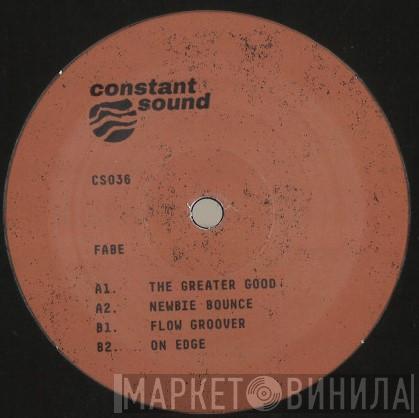 constant
sound
CS036
FABE
A1. THE GREATER GOOD
A2. NEWBIE BOUNCE
B1. FLOW GROOVER
B2. ON EDGE
МАРКЕТ ВИНИЛА